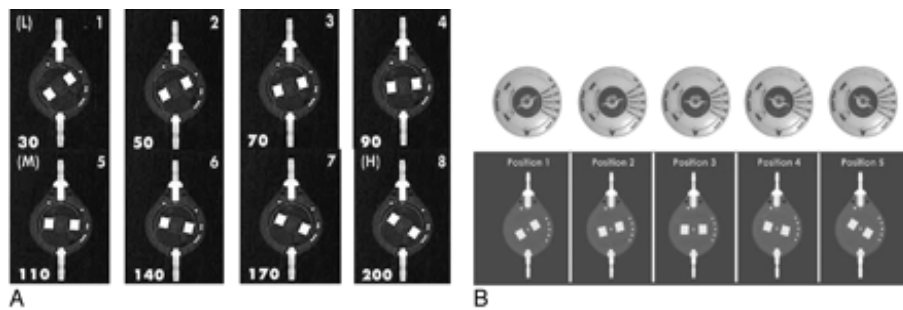 (L) 1 2 3 4
30 50 70 90
(M) 5 6 7 (H) 8
110 140 170 200
A
Position 1 Position 2 Position 3 Position 4 Position 5
B